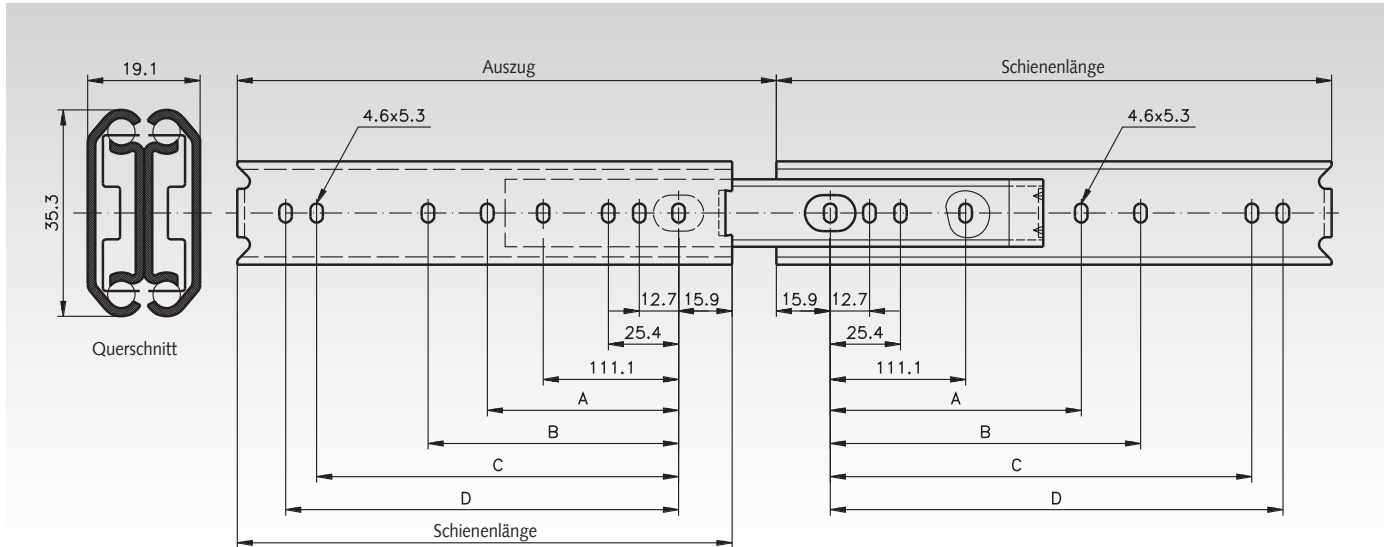 19.1
Auszug
Schienenlänge
4.6x5.3
4.6x5.3
35.3
12.7
15.9
15.9
12.7
Querschnitt
25.4
25.4
111.1
111.1
A
A
B
B
C
C
D
D
Schienenlänge